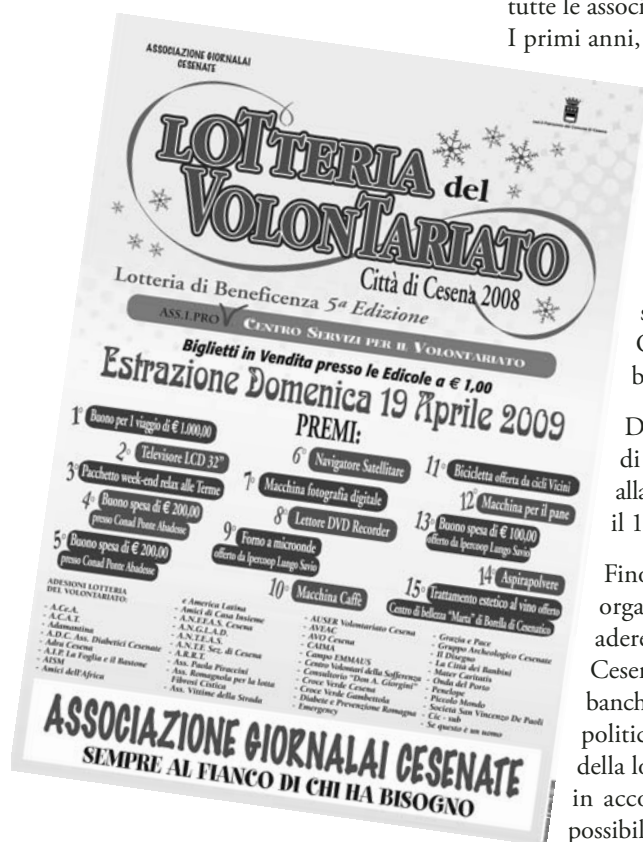 tutte le associ
I primi anni,
ASSOCIAZIONE GIORNALAI
CESENATE
LOTTERIA del
VOLONTARIATO
Città di Cesena 2008
Lotteria di Beneficenza 5ª Edizione
ASS.I.PRO CENTRO SERVIZI PER IL VOLONTARIATO
Biglietti in Vendita presso le Edicole a € 1,00
Estrazione Domenica 19 Aprile 2009
PREMI:
1° Buono per 1 viaggio di € 1.000,00
2° Televisore LCD 32"
3° Pacchetto week-end relax alle Terme
4° Buono spesa di € 200,00
presso Conad Ponte Abadesse
5° Buono spesa di € 200,00
presso Conad Ponte Abadesse
6° Navigatore Satellitare
7° Macchina fotografia digitale
8° Lettore DVD Recorder
9° Forno a microonde
offerto da Ipercoop Lungo Savio
10° Macchina Caffè
11° Bicicletta offerta da cicli Vicini
12° Macchina per il pane
13° Buono spesa di € 100,00
offerto da Ipercoop Lungo Savio
14° Aspirapolvere
15° Trattamento estetico al vino offerto
Centro di bellezza "Marta" di Borella di Cesenatico
ADESIONI LOTTERIA
DEL VOLONTARIATO:
- A.Ce.A.
- A.C.A.T.
- Adamantina
- A.D.C. Ass. Diabetici Cesenate
- Adra Cesena
- A.I.P. La Foglia e il Bastone
- AISM
- Amici dell'Africa
e America Latina
- Amici di Casa Insieme
- A.N.F.F.A.S. Cesena
- A.N.G.L.A.D.
- A.N.T.E.A.S.
- A.N.T.E Sez. di Cesena
- A.R.R.T.
- Ass. Paola Piraccini
- Ass. Romagnola per la lotta
Fibrosi Cistica
- Ass. Vittime della Strada
- AUSER Volontariato Cesena
- AVEAC
- AVO Cesena
- CAIMA
- Campo EMMAUS
- Centro Volontari della Sofferenza
- Consultorio "Don A. Giorgini"
- Croce Verde Cesena
- Croce Verde Gambettola
- Diabete e Prevenzione Romagna
- Emergency
- Grazia e Pace
- Gruppo Archeologico Cesenate
- Il Disegno
- La Città dei Bambini
- Mater Caritatis
- Onda del Porto
- Penelope
- Piccolo Mondo
- Società San Vincenzo De Paoli
- Cic - sub
- Se questo è un uomo
ASSOCIAZIONE GIORNALAI CESENATE
SEMPRE AL FIANCO DI CHI HA BISOGNO
s
C
b
D
di
alla
il 1
Fino
orga
adere
Cesen
banch
politic
della lo
in acco
possibil